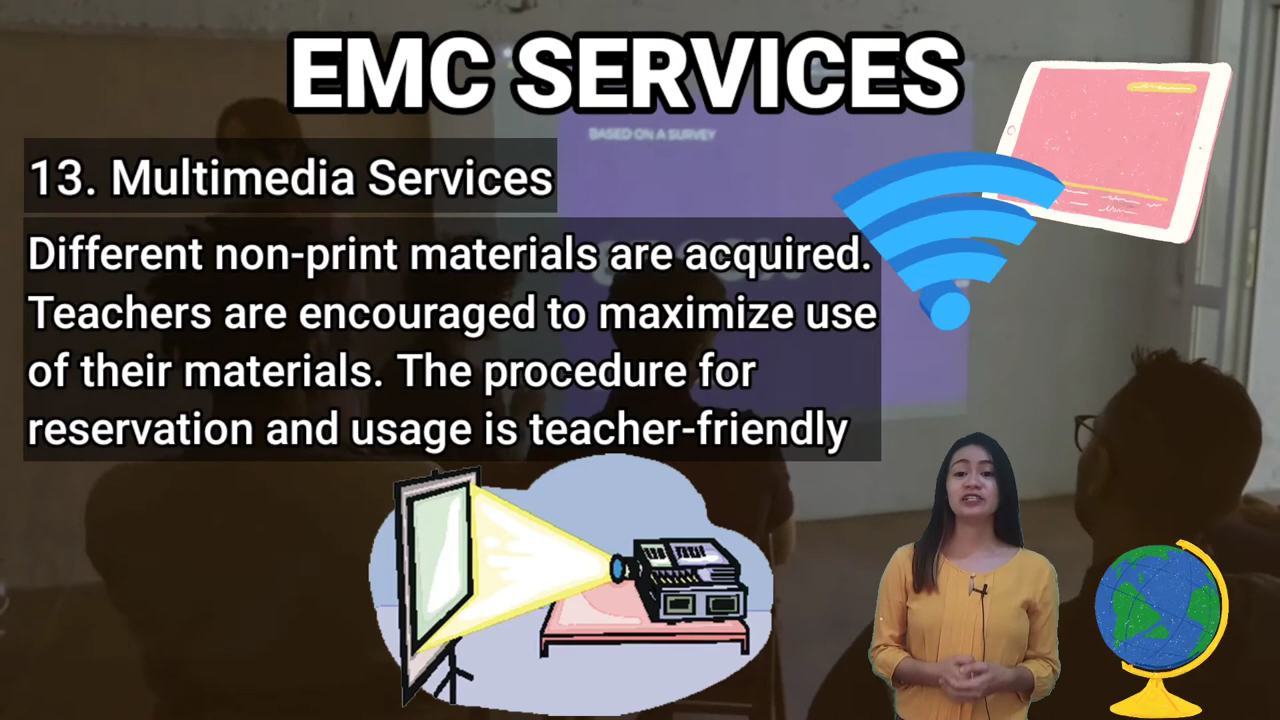 EMC SERVICES
BASED ON A SURVEY
13. Multimedia Services
Different non-print materials are acquired.
Teachers are encouraged to maximize use
of their materials. The procedure for
reservation and usage is teacher-friendly